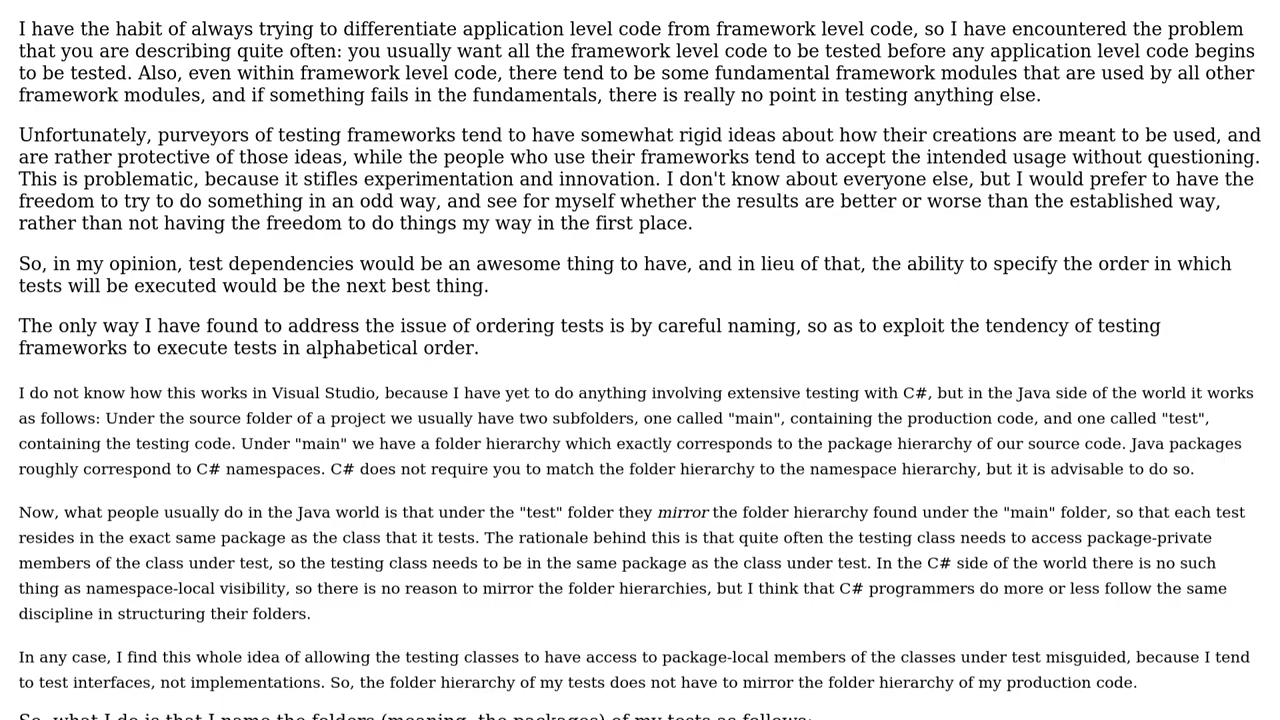 I have the habit of always trying to differentiate application level code from framework level code, so I have encountered the problem
that you are describing quite often: you usually want all the framework level code to be tested before any application level code begins
to be tested. Also, even within framework level code, there tend to be some fundamental framework modules that are used by all other
framework modules, and if something fails in the fundamentals, there is really no point in testing anything else.
Unfortunately, purveyors of testing frameworks tend to have somewhat rigid ideas about how their creations are meant to be used, and
are rather protective of those ideas, while the people who use their frameworks tend to accept the intended usage without questioning.
This is problematic, because it stifles experimentation and innovation. I don't know about everyone else, but I would prefer to have the
freedom to try to do something in an odd way, and see for myself whether the results are better or worse than the established way,
rather than not having the freedom to do things my way in the first place.
So, in my opinion, test dependencies would be an awesome thing to have, and in lieu of that, the ability to specify the order in which
tests will be executed would be the next best thing.
The only way I have found to address the issue of ordering tests is by careful naming, so as to exploit the tendency of testing
frameworks to execute tests in alphabetical order.
I do not know how this works in Visual Studio, because I have yet to do anything involving extensive testing with C#, but in the Java side of the world it works
as follows: Under the source folder of a project we usually have two subfolders, one called "main", containing the production code, and one called "test",
containing the testing code. Under "main" we have a folder hierarchy which exactly corresponds to the package hierarchy of our source code. Java packages
roughly correspond to C# namespaces. C# does not require you to match the folder hierarchy to the namespace hierarchy, but it is advisable to do so.
Now, what people usually do in the Java world is that under the "test" folder they mirror the folder hierarchy found under the "main" folder, so that each test
resides in the exact same package as the class that it tests. The rationale behind this is that quite often the testing class needs to access package-private
members of the class under test, so the testing class needs to be in the same package as the class under test. In the C# side of the world there is no such
thing as namespace-local visibility, so there is no reason to mirror the folder hierarchies, but I think that C# programmers do more or less follow the same
discipline in structuring their folders.
In any case, I find this whole idea of allowing the testing classes to have access to package-local members of the classes under test misguided, because I tend
to test interfaces, not implementations. So, the folder hierarchy of my tests does not have to mirror the folder hierarchy of my production code.
So, what I do is that I name the folders (meaning, the packages) of my tests as follows: